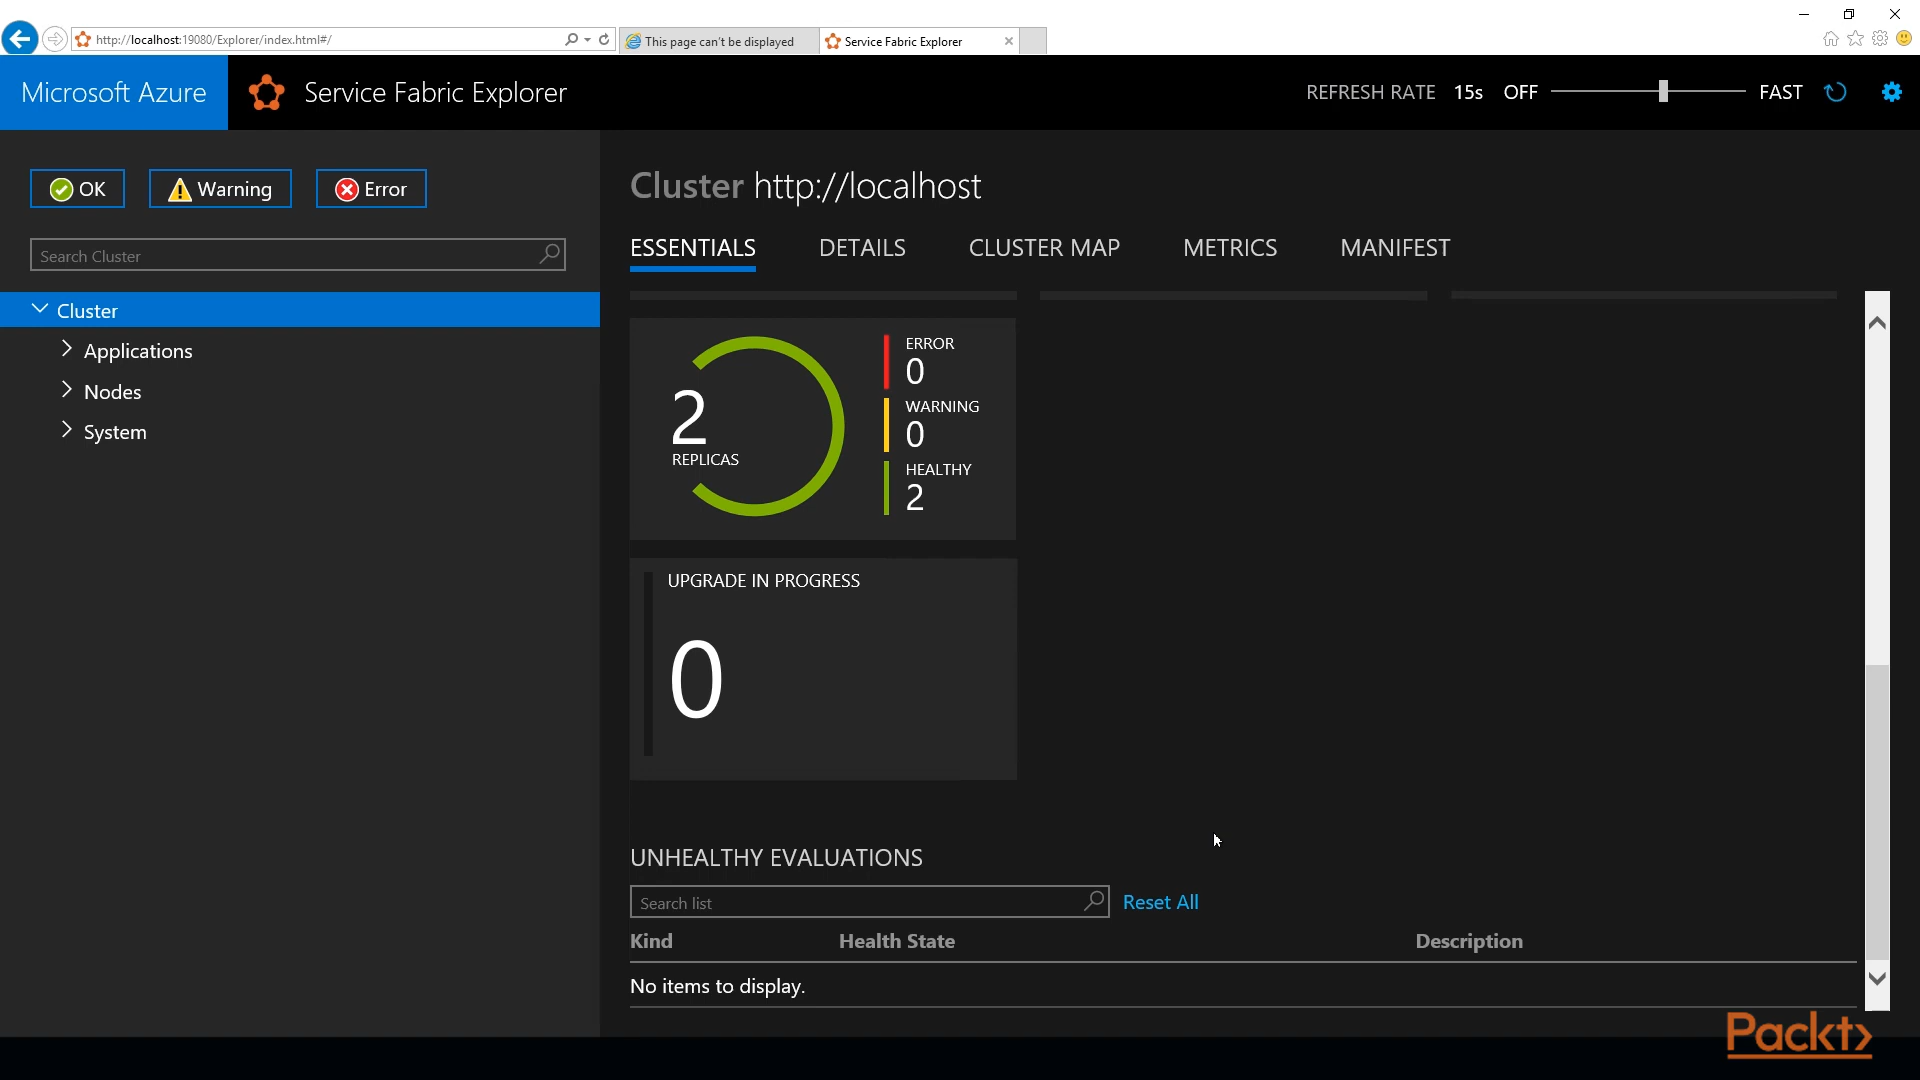 http://localhost:19080/Explorer/index.html#/
This page can't be displayed
Service Fabric Explorer
Microsoft Azure
Service Fabric Explorer
REFRESH RATE 15s OFF FAST
OK
Warning
Error
Search Cluster
Cluster
Applications
Nodes
System
Cluster http://localhost
ESSENTIALS
DETAILS
CLUSTER MAP
METRICS
MANIFEST
2
REPLICAS
ERROR
0
WARNING
0
HEALTHY
2
UPGRADE IN PROGRESS
0
UNHEALTHY EVALUATIONS
Search list
Reset All
Kind Health State Description
No items to display.
Packt